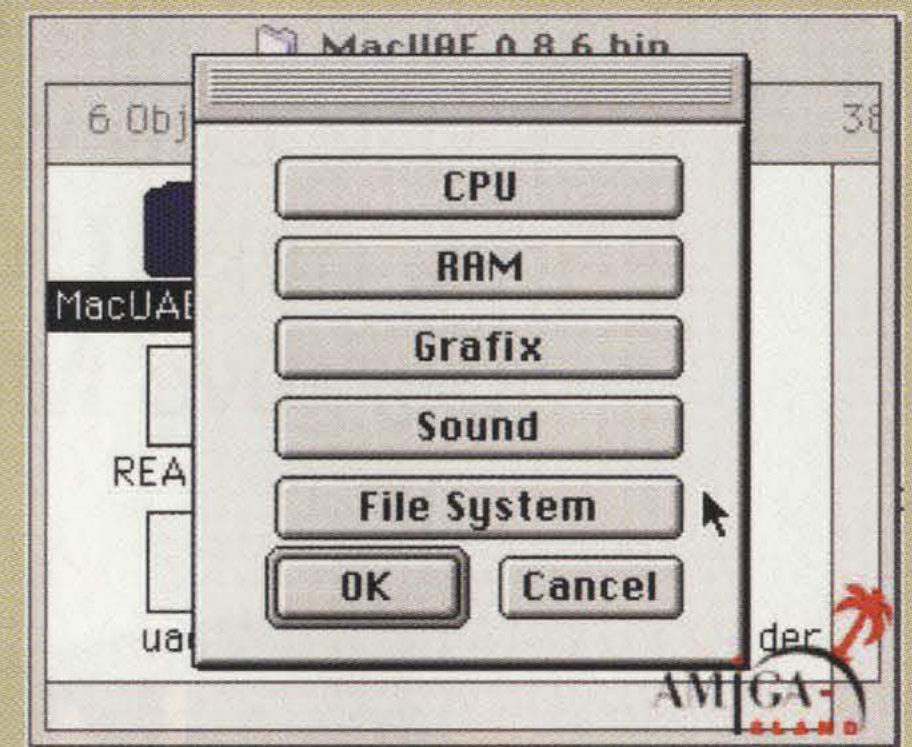 MacUAE 0.8.6 bin
6 Obj
38
CPU
RAM
Grafix
Sound
File System
OK
Cancel
MacUAE
REA
der
AMIGA-